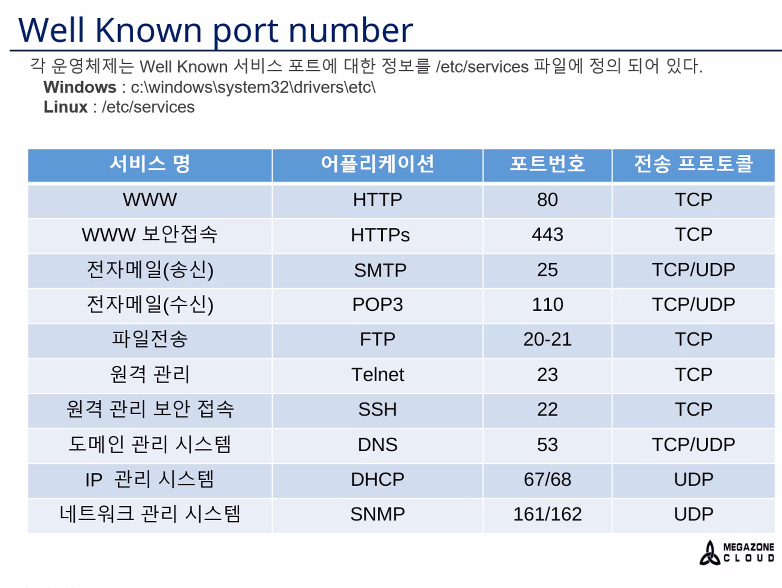 Well Known port number
각 운영체제는 Well Known 서비스 포트에 대한 정보를 /etc/services 파일에 정의 되어 있다.
Windows : c:\windows\system32\drivers\etc\
Linux : /etc/services
서비스 명 어플리케이션 포트번호 전송 프로토콜
WWW HTTP 80 TCP
WWW 보안접속 HTTPs 443 TCP
전자메일(송신) SMTP 25 TCP/UDP
전자메일(수신) POP3 110 TCP/UDP
파일전송 FTP 20-21 TCP
원격 관리 Telnet 23 TCP
원격 관리 보안 접속 SSH 22 TCP
도메인 관리 시스템 DNS 53 TCP/UDP
IP 관리 시스템 DHCP 67/68 UDP
네트워크 관리 시스템 SNMP 161/162 UDP
MEGAZONE
CLOUD